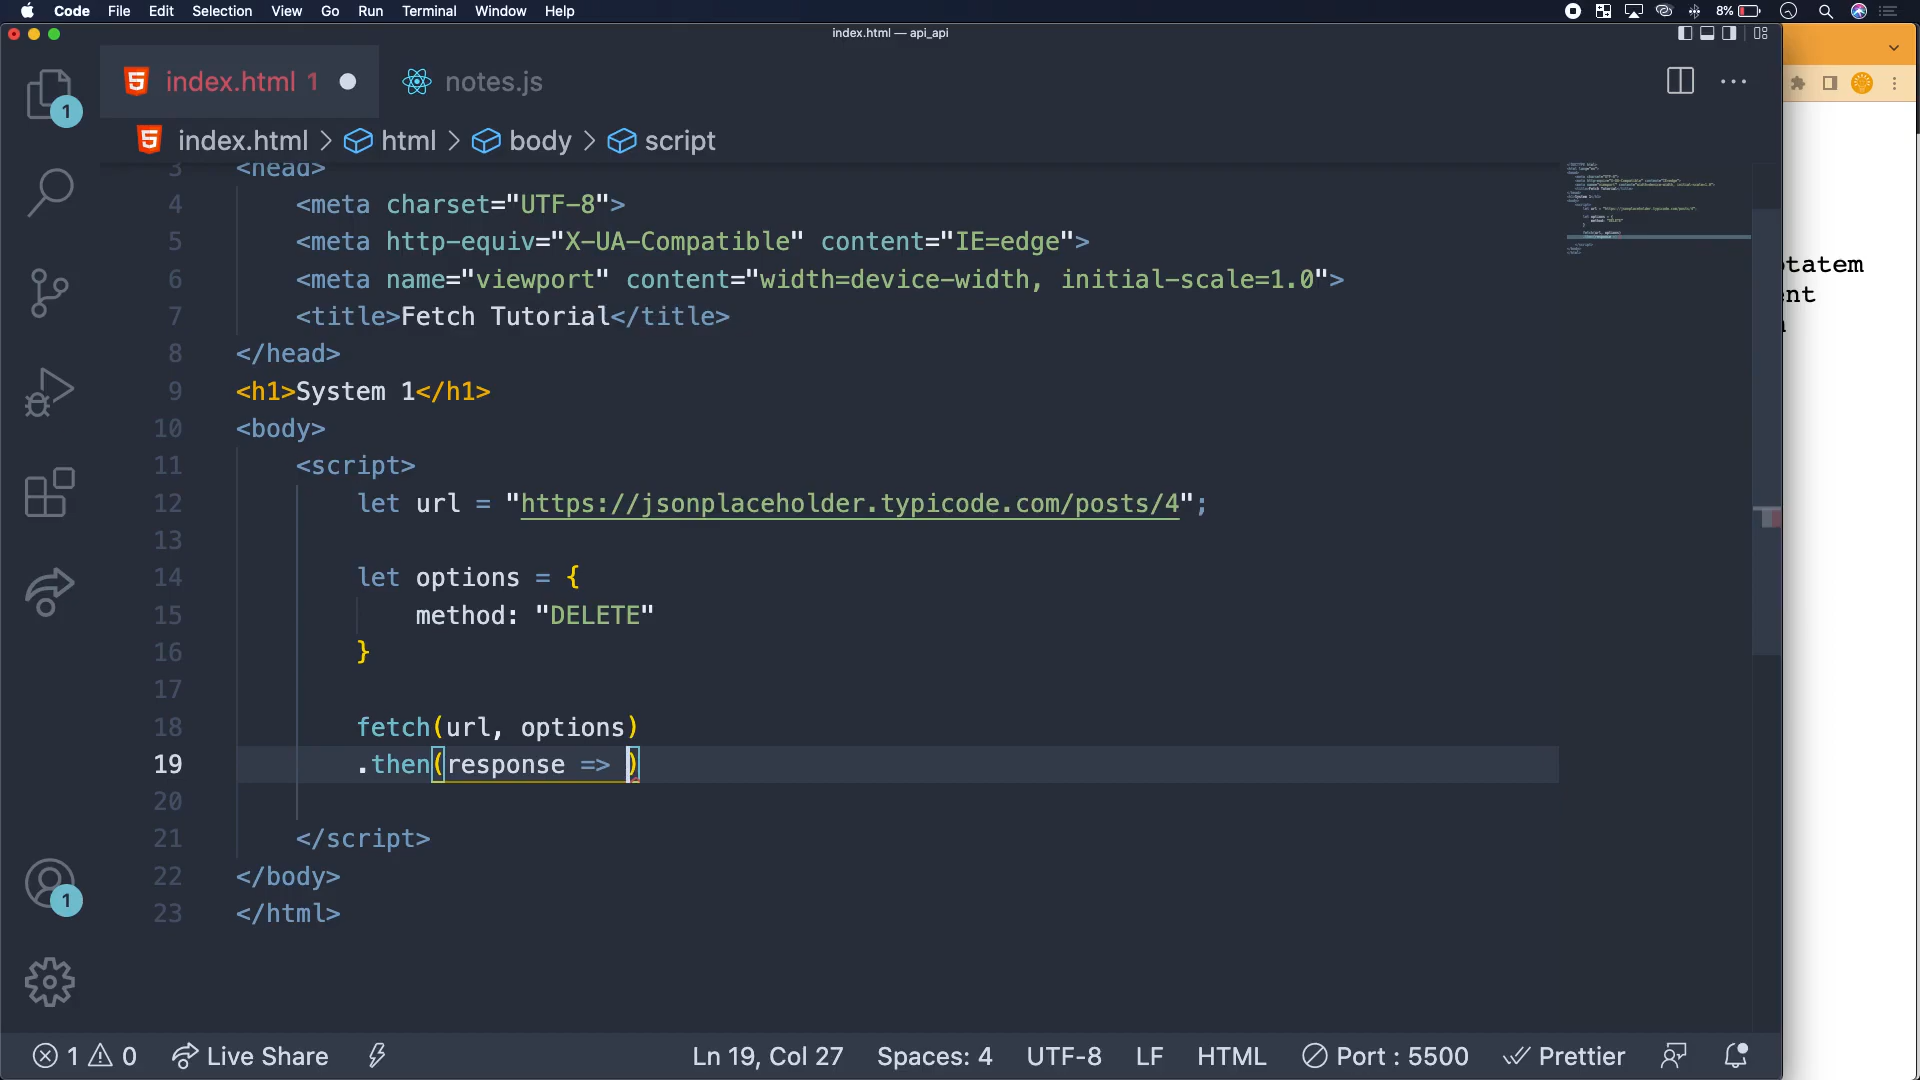 Code File Edit Selection View Go Run Terminal Window Help 8%
index.html — api_api
index.html 1 notes.js
index.html > html > body > script
3 <head>
4 <meta charset="UTF-8">
5 <meta http-equiv="X-UA-Compatible" content="IE=edge">
6 <meta name="viewport" content="width=device-width, initial-scale=1.0">
7 <title>Fetch Tutorial</title>
8 </head>
9 <h1>System 1</h1>
10 <body>
11 <script>
12 let url = "https://jsonplaceholder.typicode.com/posts/4";
13
14 let options = {
15 method: "DELETE"
16 }
17
18 fetch(url, options)
19 .then(response => )
20
21 </script>
22 </body>
23 </html>
1
1
tatem
nt
1 0 Live Share Ln 19, Col 27 Spaces: 4 UTF-8 LF HTML Port : 5500 Prettier